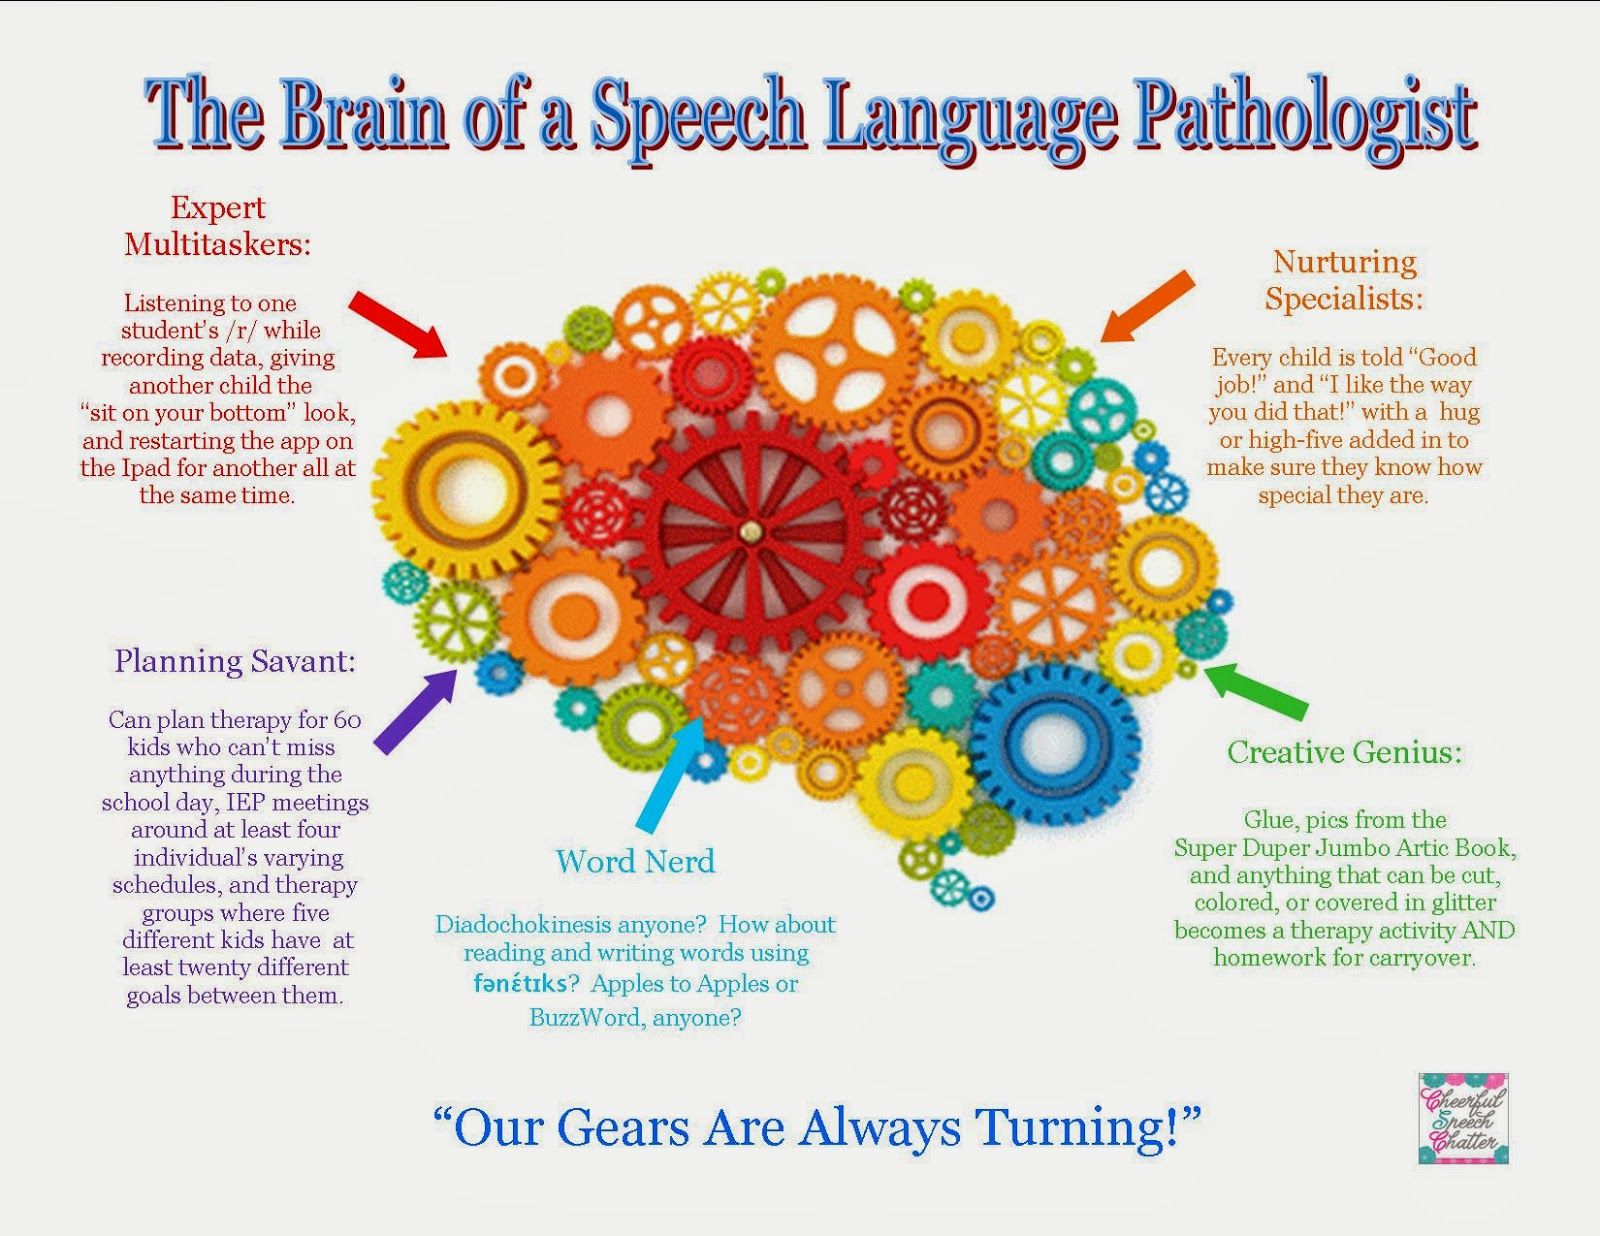 The Brain of a Speech Language Pathologist
Expert
Multitaskers:
Listening to one
student's /r/ while
recording data, giving
another child the
“sit on your bottom” look,
and restarting the app on
the Ipad for another all at
the same time.
Nurturing
Specialists:
Every child is told “Good
job!” and “I like the way
you did that!” with a hug
or high-five added in to
make sure they know how
special they are.
Planning Savant:
Can plan therapy for 60
kids who can't miss
anything during the
school day, IEP meetings
around at least four
individual's varying
schedules, and therapy
groups where five
different kids have at
least twenty different
goals between them.
Word Nerd
Diadochokinesis anyone? How about
reading and writing words using
fənɛ́tɪks? Apples to Apples or
BuzzWord, anyone?
Creative Genius:
Glue, pics from the
Super Duper Jumbo Artic Book,
and anything that can be cut,
colored, or covered in glitter
becomes a therapy activity AND
homework for carryover.
“Our Gears Are Always Turning!”
Cheerful
Speech
Chatter